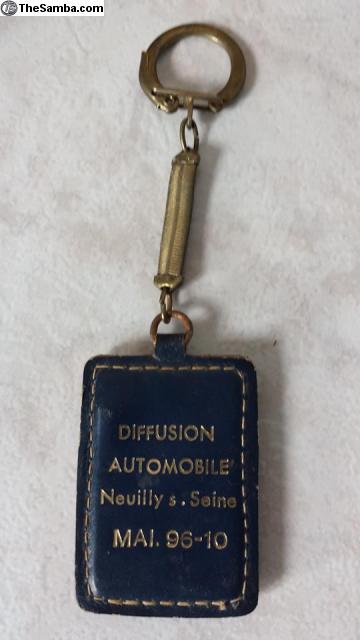 TheSamba.com
DIFFUSION
AUTOMOBILE
Neuilly s. Seine
MAI. 96-10